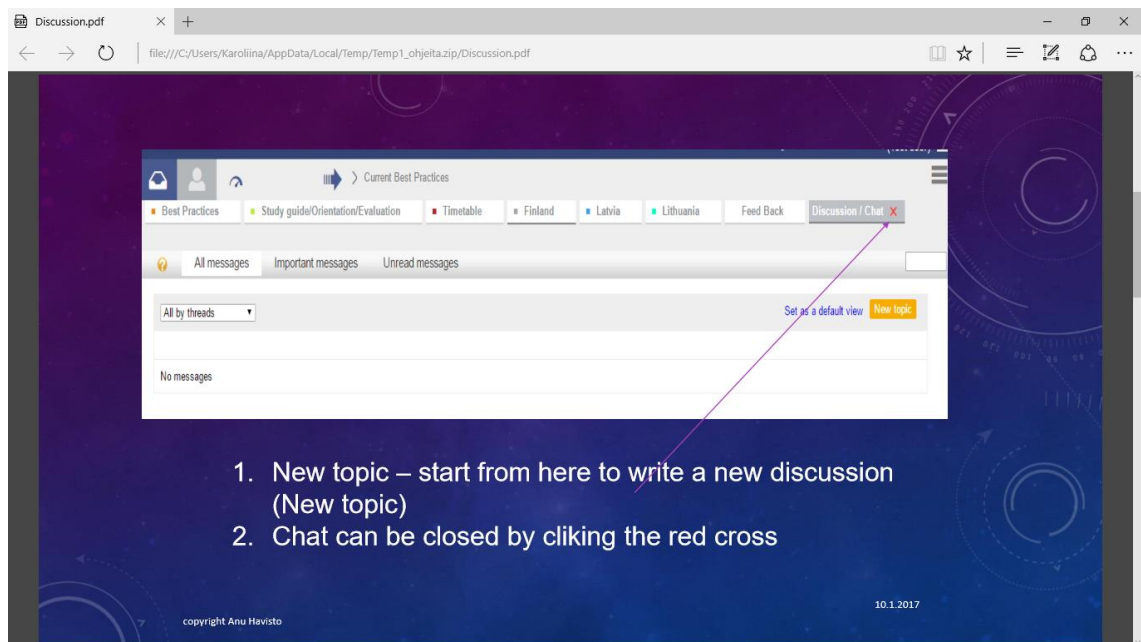 Discussion.pdf
file:///C:/Users/Karoliina/AppData/Local/Temp/Temp1_ohjeita.zip/Discussion.pdf
Current Best Practices
Best Practices Study guide/Orientation/Evaluation Timetable Finland Latvia Lithuania Feed Back Discussion / Chat X
All messages Important messages Unread messages
All by threads Set as a default view New topic
No messages
1. New topic – start from here to write a new discussion
(New topic)
2. Chat can be closed by cliking the red cross
10.1.2017
copyright Anu Havisto